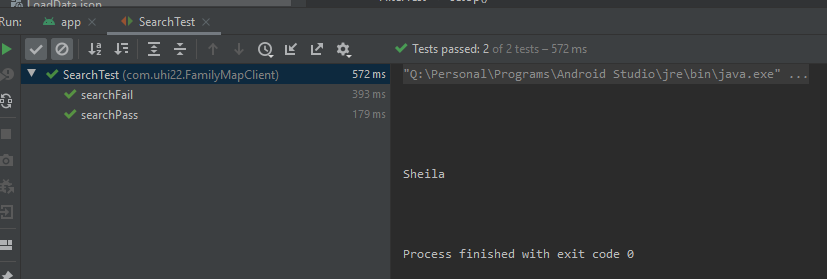 LoadData.json
Run:
app
SearchTest
Tests passed: 2 of 2 tests – 572 ms
SearchTest (com.uhi22.FamilyMapClient)
572 ms
searchFail
393 ms
searchPass
179 ms
"Q:\Personal\Programs\Android Studio\jre\bin\java.exe" ...
Sheila
Process finished with exit code 0